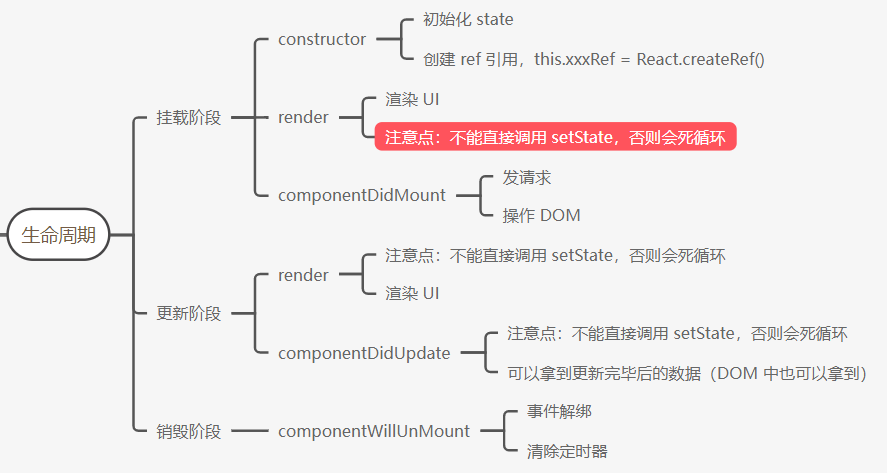 生命周期
挂载阶段
constructor
初始化 state
创建 ref 引用，this.xxxRef = React.createRef()
render
渲染 UI
注意点：不能直接调用 setState，否则会死循环
componentDidMount
发请求
操作 DOM
更新阶段
render
注意点：不能直接调用 setState，否则会死循环
渲染 UI
componentDidUpdate
注意点：不能直接调用 setState，否则会死循环
可以拿到更新完毕后的数据（DOM 中也可以拿到）
销毁阶段
componentWillUnMount
事件解绑
清除定时器